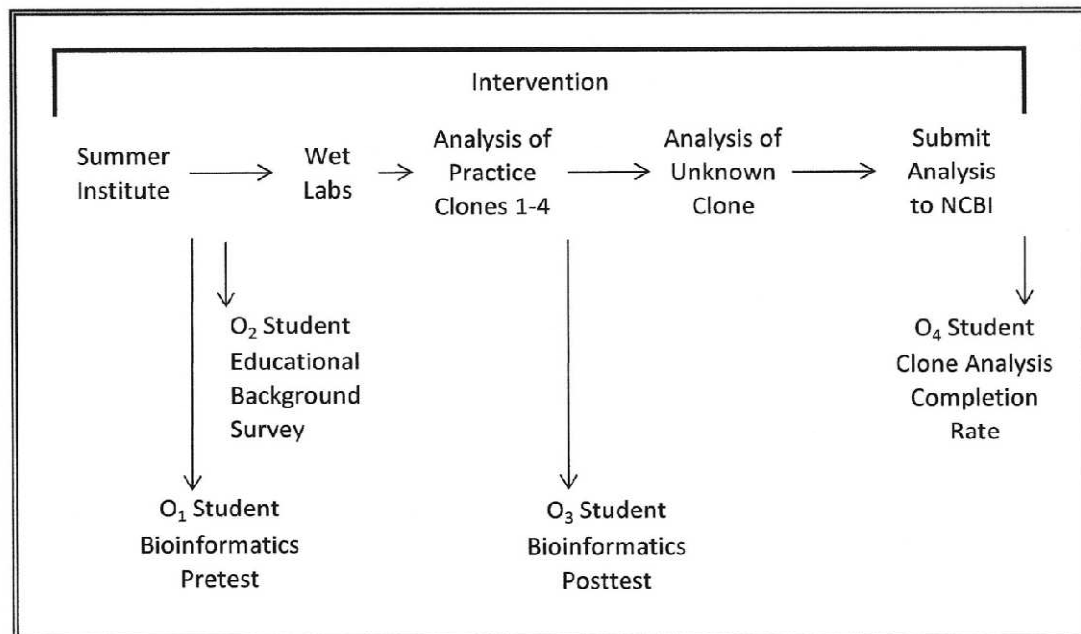 Intervention
Summer
Institute
Wet
Labs
Analysis of
Practice
Clones 1-4
Analysis of
Unknown
Clone
Submit
Analysis
to NCBI
O₂ Student
Educational
Background
Survey
O₄ Student
Clone Analysis
Completion
Rate
O₁ Student
Bioinformatics
Pretest
O₃ Student
Bioinformatics
Posttest